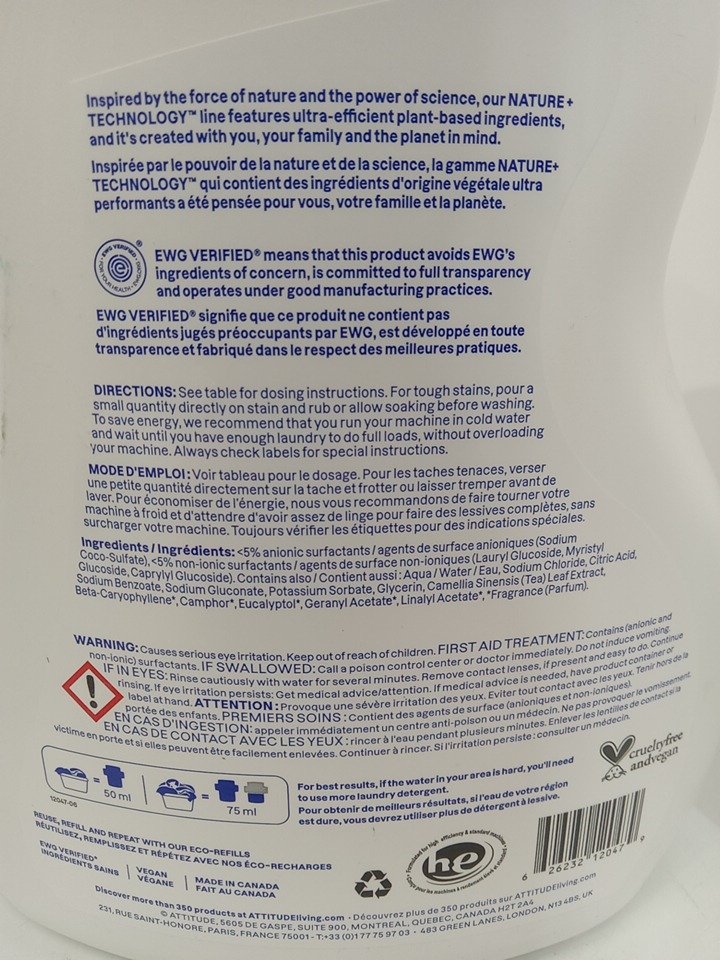 Inspired by the force of nature and the power of science, our NATURE+
TECHNOLOGY™ line features ultra-efficient plant-based ingredients,
and it's created with you, your family and the planet in mind.
Inspirée par le pouvoir de la nature et de la science, la gamme NATURE+
TECHNOLOGY™ qui contient des ingrédients d'origine végétale ultra
performants a été pensée pour vous, votre famille et la planète.
EWG VERIFIED® means that this product avoids EWG's
ingredients of concern, is committed to full transparency
and operates under good manufacturing practices.
EWG VERIFIED
FOR YOUR HEALTH
EWG VERIFIED® signifie que ce produit ne contient pas
d'ingrédients jugés préoccupants par EWG, est développé en toute
transparence et fabriqué dans le respect des meilleures pratiques.
DIRECTIONS: See table for dosing instructions. For tough stains, pour a
small quantity directly on stain and rub or allow soaking before washing.
To save energy, we recommend that you run your machine in cold water
and wait until you have enough laundry to do full loads, without overloading
your machine. Always check labels for special instructions.
MODE D'EMPLOI: Voir tableau pour le dosage. Pour les taches tenaces, verser
une petite quantité directement sur la tache et frotter ou laisser tremper avant de
laver. Pour économiser de l'énergie, nous vous recommandons de faire tourner votre
machine à froid et d'attendre d'avoir assez de linge pour faire des lessives complètes, sans
surcharger votre machine. Toujours vérifier les étiquettes pour des indications spéciales.
Ingredients / Ingrédients: <5% anionic surfactants / agents de surface anioniques (Sodium
Coco-Sulfate), <5% non-ionic surfactants / agents de surface non-ioniques (Lauryl Glucoside, Myristyl
Glucoside, Caprylyl Glucoside). Contains also / Contient aussi : Aqua / Water / Eau, Sodium Chloride, Citric Acid,
Sodium Benzoate, Sodium Gluconate, Potassium Sorbate, Glycerin, Camellia Sinensis (Tea) Leaf Extract,
Beta-Caryophyllene*, Camphor*, Eucalyptol*, Geranyl Acetate*, Linalyl Acetate*, *Fragrance (Parfum).
WARNING: Causes serious eye irritation. Keep out of reach of children. FIRST AID TREATMENT: Contains (anionic and
non-ionic) surfactants. IF SWALLOWED: Call a poison control center or doctor immediately. Do not induce vomiting.
IF IN EYES: Rinse cautiously with water for several minutes. Remove contact lenses, if present and easy to do. Continue
rinsing. If eye irritation persists: Get medical advice/attention. If medical advice is needed, have product container or
label at hand. ATTENTION : Provoque une sévère irritation des yeux. Eviter tout contact avec les yeux. Tenir hors de la
portée des enfants. PREMIERS SOINS : Contient des agents de surface (anioniques et non-ioniques).
EN CAS D'INGESTION: appeler immédiatement un centre anti-poison ou un médecin. Ne pas provoquer le vomissement.
EN CAS DE CONTACT AVEC LES YEUX : rincer à l'eau pendant plusieurs minutes. Enlever les lentilles de contact si la
victime en porte et si elles peuvent être facilement enlevées. Continuer à rincer. Si l'irritation persiste : consulter un médecin.
= 50 ml
= 75 ml
12047-06
For best results, if the water in your area is hard, you'll need
to use more laundry detergent.
Pour obtenir de meilleurs résultats, si l'eau de votre région
est dure, vous devrez utiliser plus de détergent à lessive.
crueltyfree
andvegan
REUSE, REFILL AND REPEAT WITH OUR ECO-REFILLS
RÉUTILISEZ, REMPLISSEZ ET RÉPÉTEZ AVEC NOS ÉCO-RECHARGES
EWG VERIFIED®
INGRÉDIENTS SAINS
VEGAN
VÉGANE
MADE IN CANADA
FAIT AU CANADA
he
6 26232 12047 9
Discover more than 350 products at ATTITUDEliving.com · Découvrez plus de 350 produits sur ATTITUDEliving.com
© ATTITUDE, 5605 DE GASPE, SUITE 900, MONTREAL, QUEBEC, CANADA H2T 2A4
231, RUE SAINT-HONORE, PARIS, FRANCE 75001 - T:+33 (0)1 77 75 97 03 · 483 GREEN LANES, LONDON, N13 4BS, UK